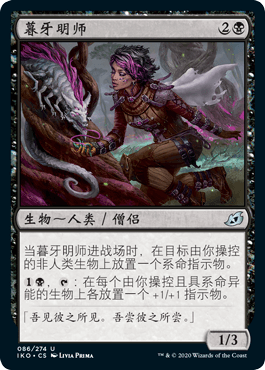 暮牙明师 2
生物～人类／僧侣
当暮牙明师进战场时，在目标由你操控
的非人类生物上放置一个系命指示物。
1 ，：在每个由你操控且具系命异
能的生物上各放置一个 +1/+1 指示物。
「吾见彼之所见。吾尝彼之所尝。」
1/3
086/274 U
IKO • CS LIVIA PRIMA ™ & © 2020 Wizards of the Coast